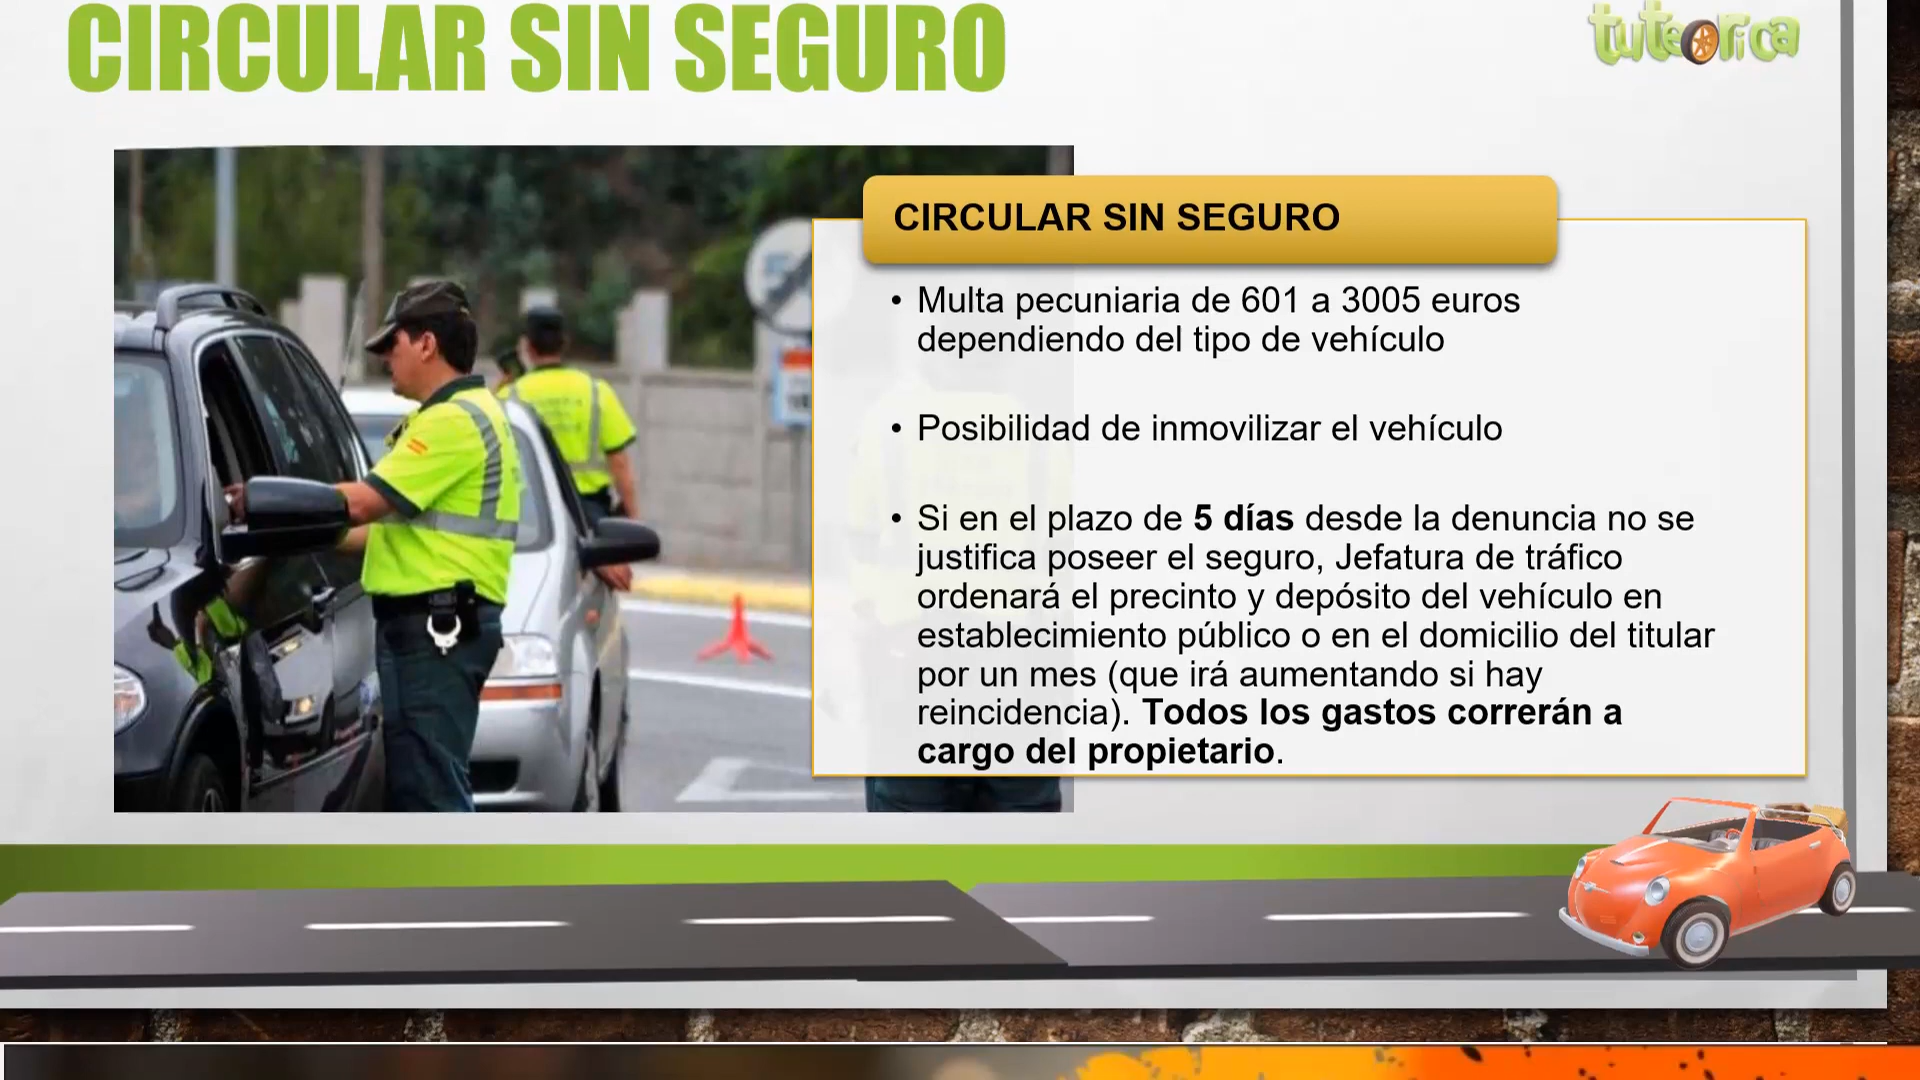 CIRCULAR SIN SEGURO
tuteorica
CIRCULAR SIN SEGURO
• Multa pecuniaria de 601 a 3005 euros
dependiendo del tipo de vehículo
• Posibilidad de inmovilizar el vehículo
• Si en el plazo de 5 días desde la denuncia no se
justifica poseer el seguro, Jefatura de tráfico
ordenará el precinto y depósito del vehículo en
establecimiento público o en el domicilio del titular
por un mes (que irá aumentando si hay
reincidencia). Todos los gastos correrán a
cargo del propietario.